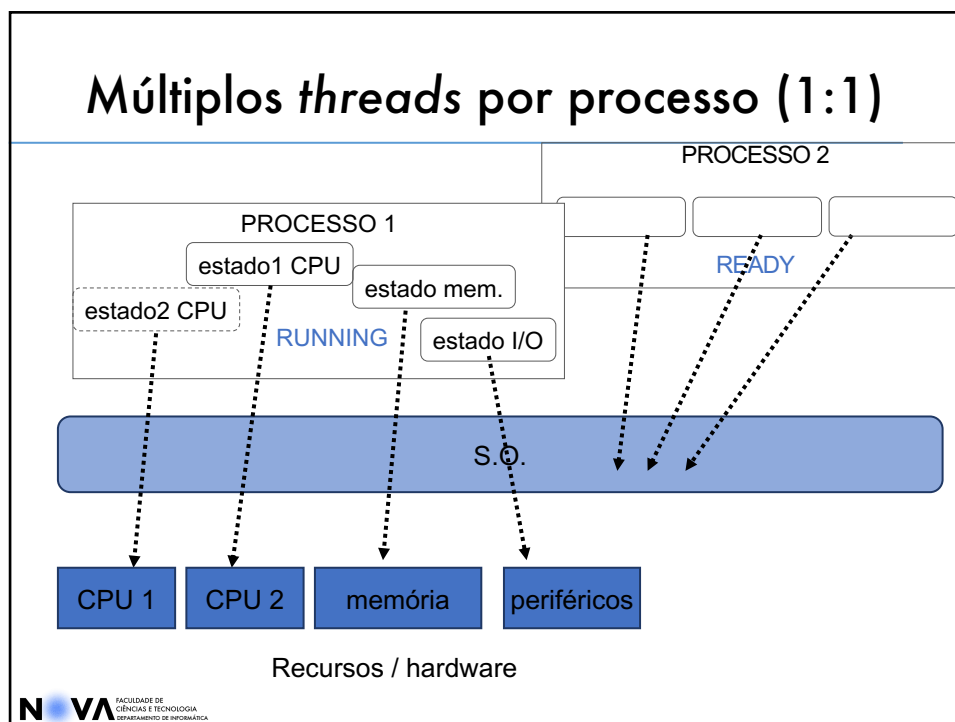 Múltiplos threads por processo (1:1)
PROCESSO 2
PROCESSO 1
estado1 CPU
READY
estado mem.
estado2 CPU
RUNNING
estado I/O
S.O.
CPU 1
CPU 2
memória
periféricos
Recursos / hardware
NOVA
FACULDADE DE
CIÊNCIAS E TECNOLOGIA
DEPARTAMENTO DE INFORMÁTICA